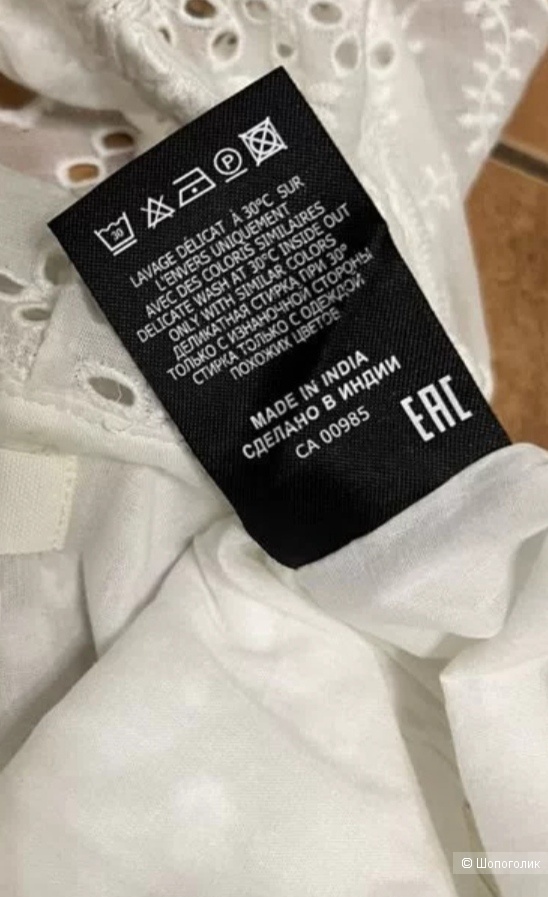 30
P
LAVAGE DÉLICAT À 30°C SUR
L'ENVERS UNIQUEMENT
AVEC DES COLORIS SIMILAIRES
DELICATE WASH AT 30°C INSIDE OUT
ONLY WITH SIMILAR COLORS
ДЕЛИКАТНАЯ СТИРКА ПРИ 30°
ТОЛЬКО С ИЗНАНОЧНОЙ СТОРОНЫ
СТИРКА ТОЛЬКО С ОДЕЖДОЙ
ПОХОЖИХ ЦВЕТОВ
MADE IN INDIA
СДЕЛАНО В ИНДИИ
CA 00985
EAC
© Шопоголик